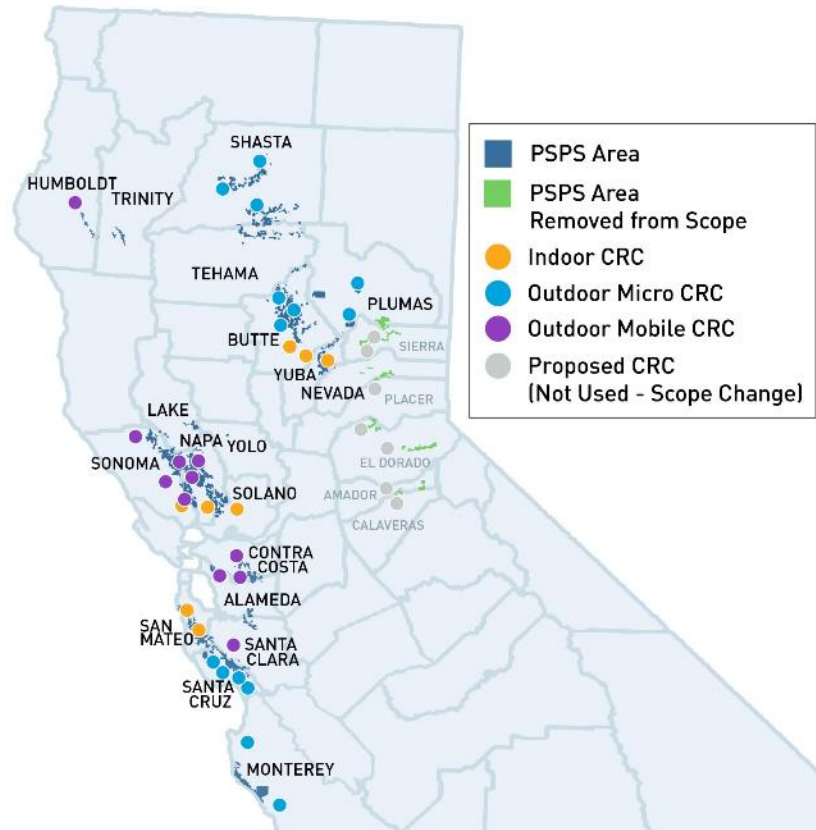 SHASTA
HUMBOLDT
TRINITY
TEHAMA
PLUMAS
BUTTE
SIERRA
YUBA
NEVADA
PLACER
LAKE
NAPA
YOLO
SONOMA
EL DORADO
SOLANO
AMADOR
CALAVERAS
CONTRA
COSTA
ALAMEDA
SAN
MATEO
SANTA
CLARA
SANTA
CRUZ
MONTEREY
PSPS Area
PSPS Area
Removed from Scope
Indoor CRC
Outdoor Micro CRC
Outdoor Mobile CRC
Proposed CRC
(Not Used - Scope Change)